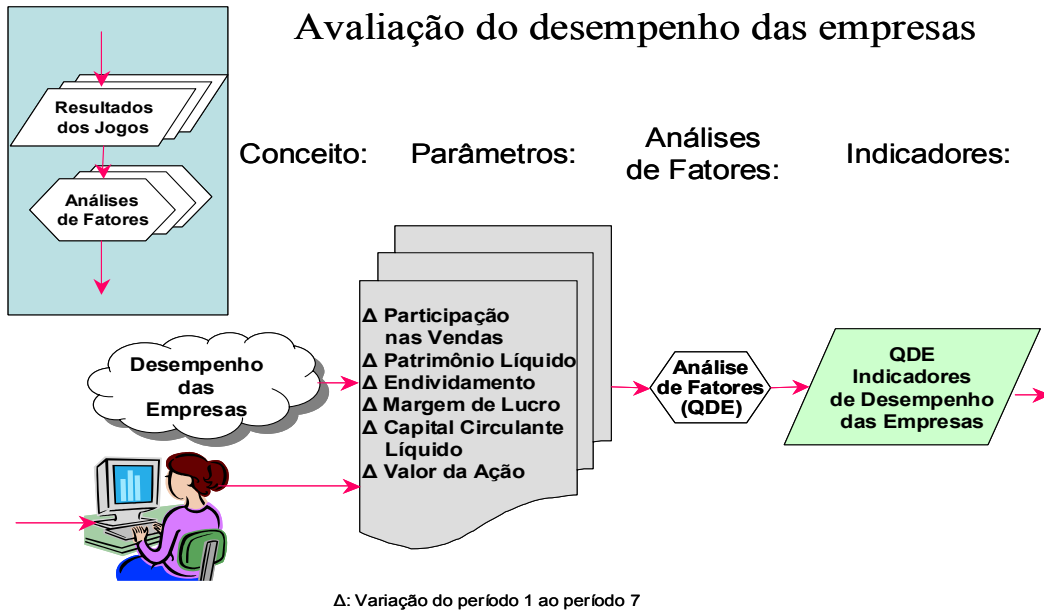 Avaliação do desempenho das empresas
Resultados
dos Jogos
Análises
de Fatores
Conceito:
Parâmetros:
Análises
de Fatores:
Indicadores:
Desempenho
das
Empresas
Δ Participação
nas Vendas
Δ Patrimônio Líquido
Δ Endividamento
Δ Margem de Lucro
Δ Capital Circulante
Líquido
Δ Valor da Ação
Análise
de Fatores
(QDE)
QDE
Indicadores
de Desempenho
das Empresas
Δ: Variação do período 1 ao período 7